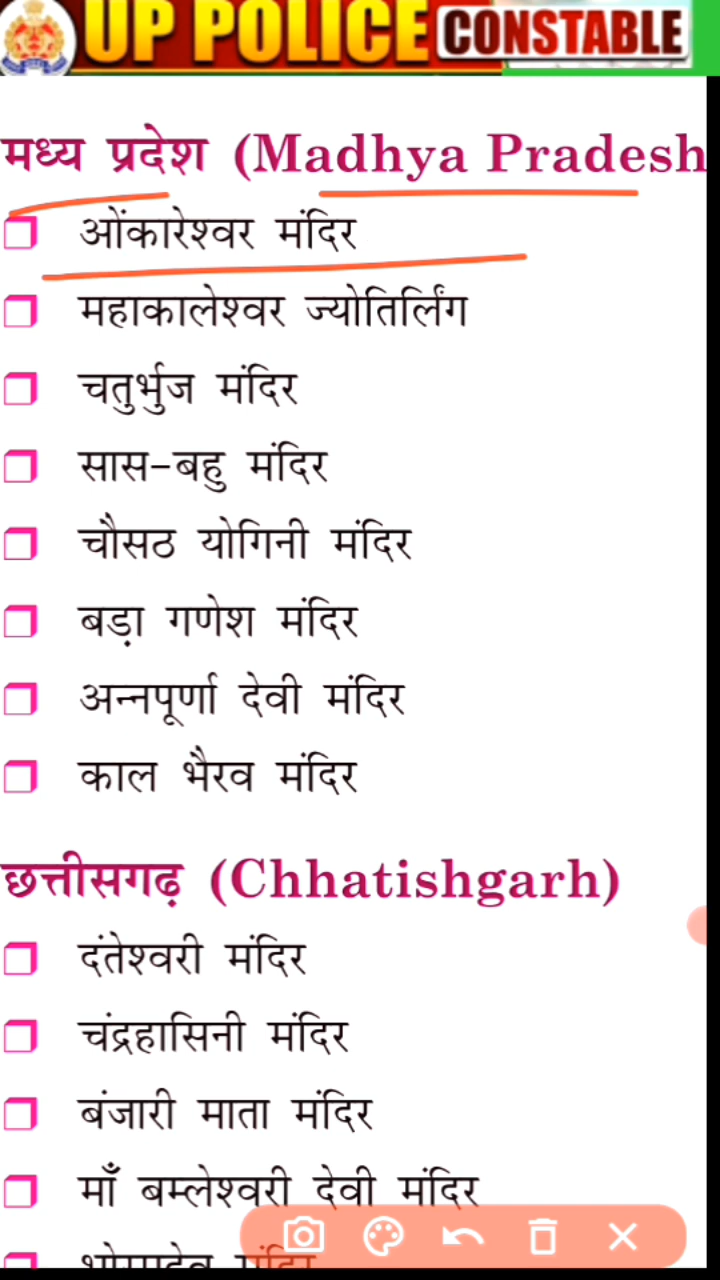 UP POLICE CONSTABLE
मध्य प्रदेश (Madhya Pradesh
ओंकारेश्वर मंदिर
महाकालेश्वर ज्योतिर्लिंग
चतुर्भुज मंदिर
सास-बहु मंदिर
चौसठ योगिनी मंदिर
बड़ा गणेश मंदिर
अन्नपूर्णा देवी मंदिर
काल भैरव मंदिर
छत्तीसगढ़ (Chhatishgarh)
दंतेश्वरी मंदिर
चंद्रहासिनी मंदिर
बंजारी माता मंदिर
माँ बम्लेश्वरी देवी मंदिर
मंदिर